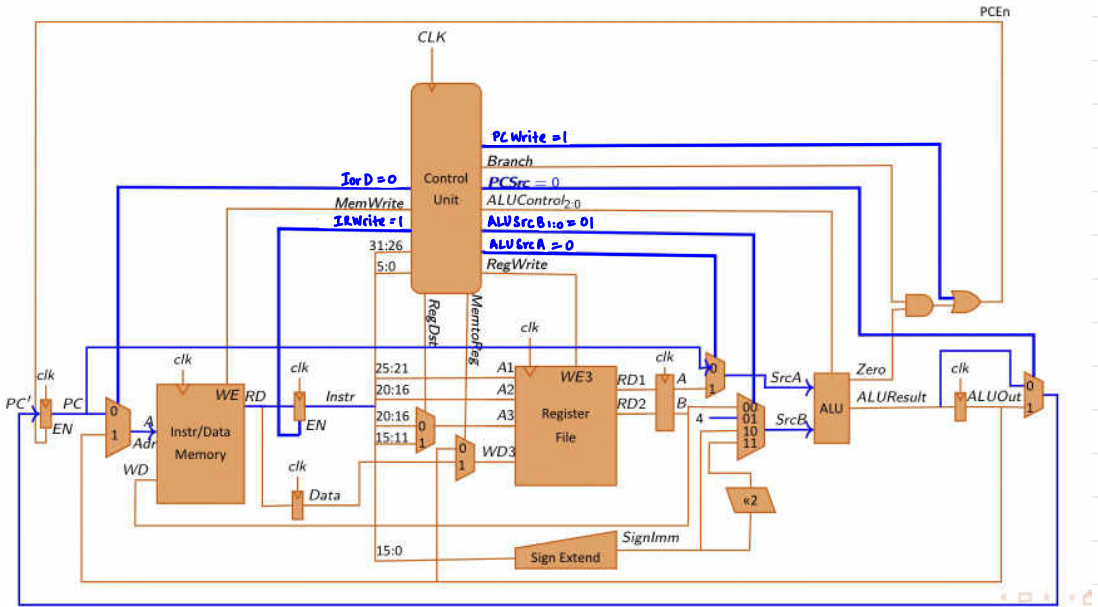 PCEn
CLK
PCWrite = 1
Branch
IorD = 0
Control
Unit
PCSrc = 0
MemWrite
ALUControl2:0
IRWrite = 1
ALUSrcB1:0 = 01
31:26
ALUSrcA = 0
5:0
RegWrite
RegDst
MemtoReg
clk
clk
clk
clk
clk
clk
PC'
PC
EN
0
1
A
Adr
WE
RD
Instr/Data
Memory
WD
Instr
EN
25:21
A1
WE3
RD1
A
0
1
SrcA
Zero
20:16
A2
RD2
B
ALU
ALUResult
ALUOut
0
1
20:16
0
A3
Register
File
4
00
01
10
11
SrcB
15:11
1
0
1
WD3
clk
Data
«2
15:0
Sign Extend
SignImm